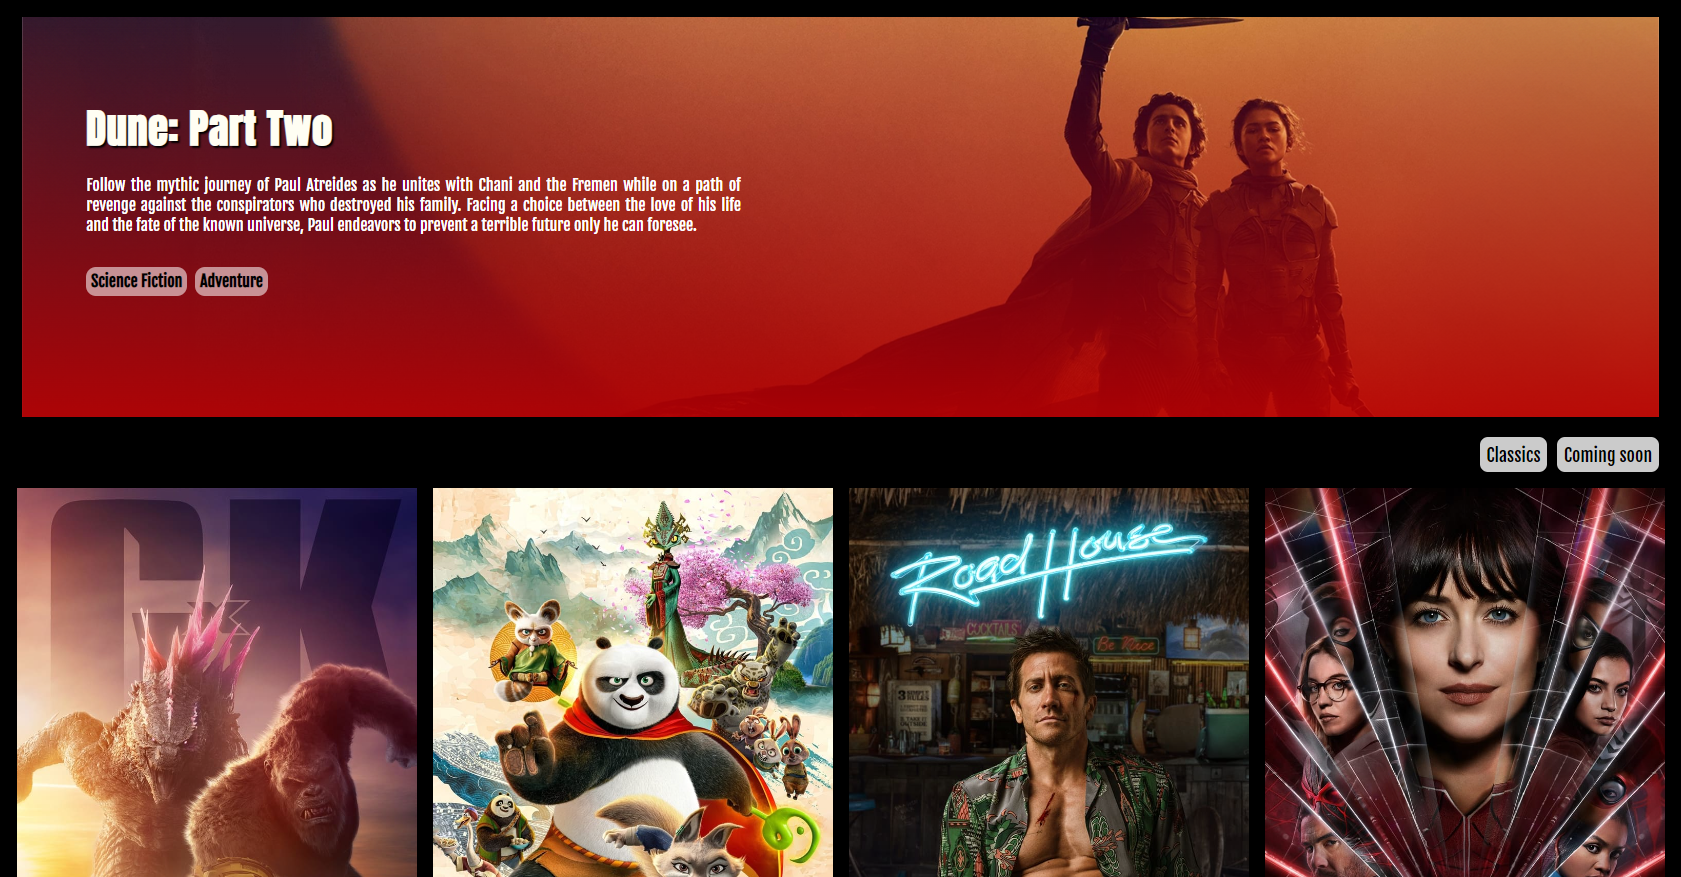 Dune: Part Two
Follow the mythic journey of Paul Atreides as he unites with Chani and the Fremen while on a path of
revenge against the conspirators who destroyed his family. Facing a choice between the love of his life
and the fate of the known universe, Paul endeavors to prevent a terrible future only he can foresee.
Science Fiction
Adventure
Classics
Coming soon
G X K
Road House
COCKTAILS
Be Nice